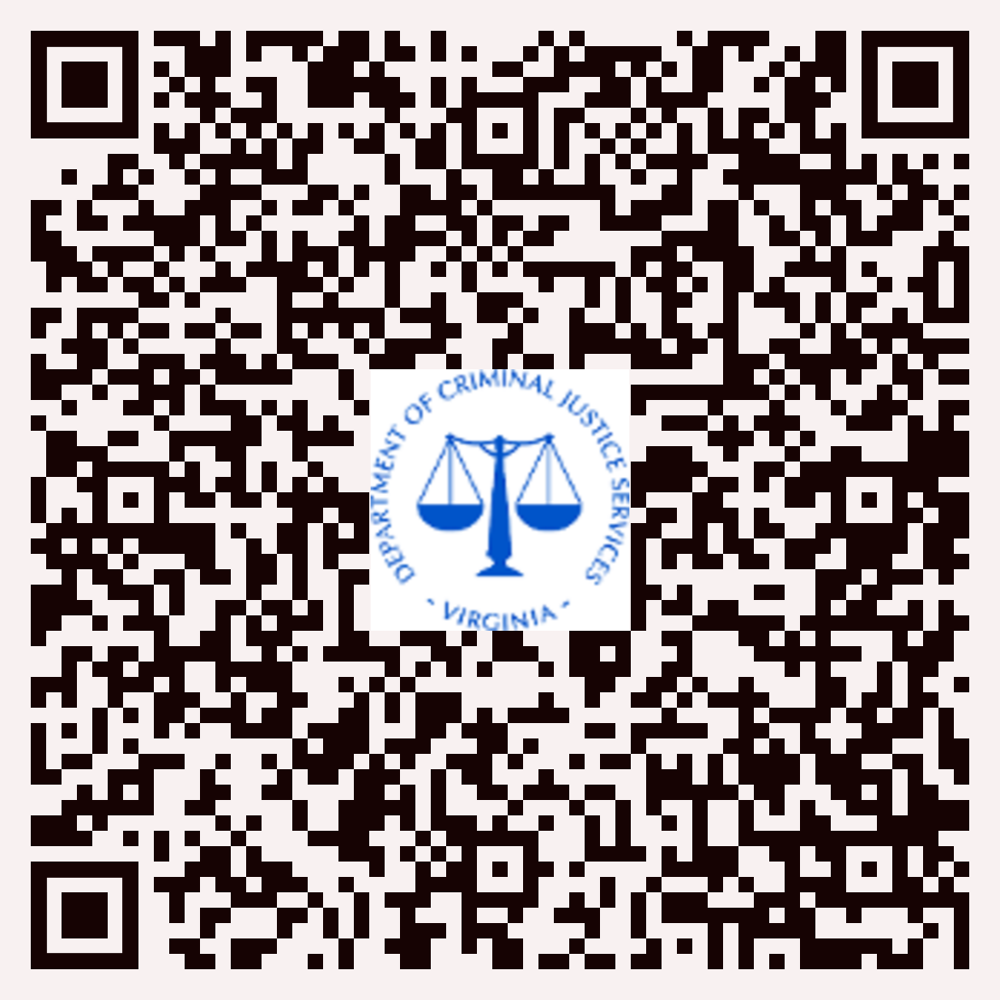 DEPARTMENT OF CRIMINAL JUSTICE SERVICES
- VIRGINIA -